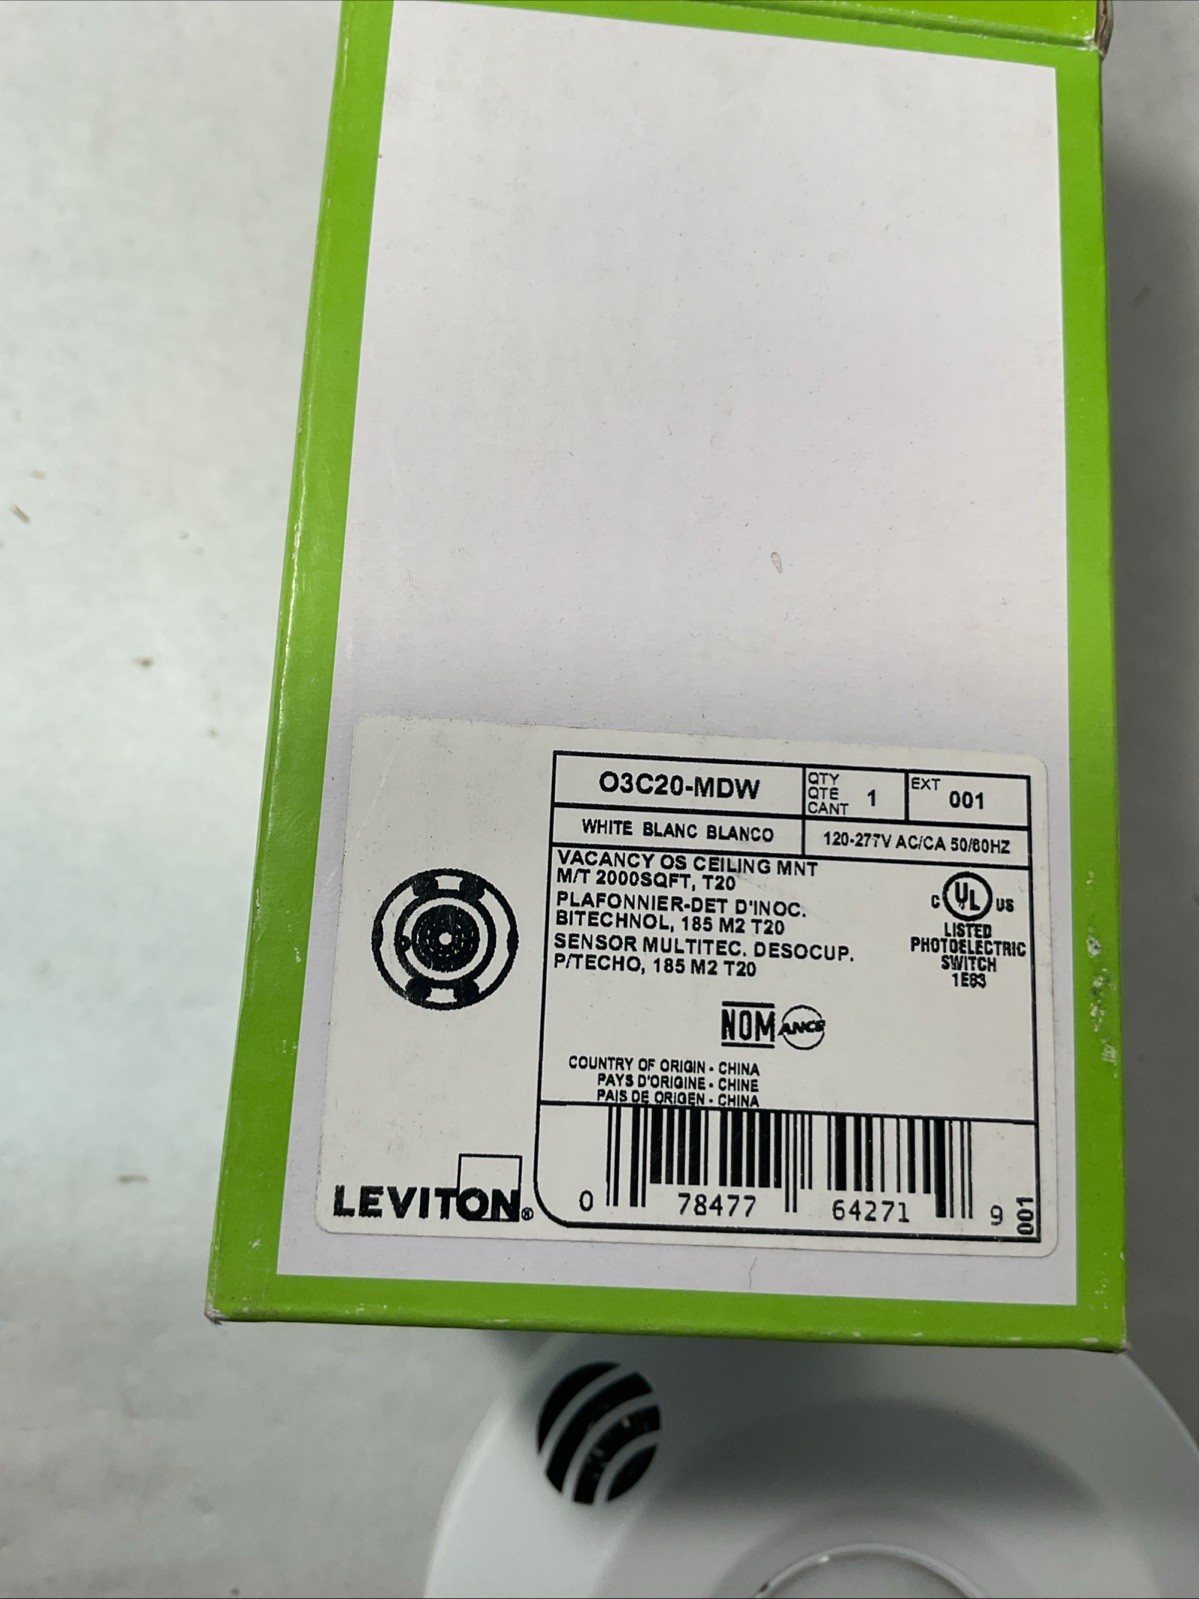 O3C20-MDW
QTY
QTÉ
CANT
1
EXT 001
WHITE BLANC BLANCO
120-277V AC/CA 50/60HZ
VACANCY OS CEILING MNT
M/T 2000SQFT, T20
PLAFONNIER-DET D'INOC.
BITECHNOL, 185 M2 T20
SENSOR MULTITEC. DESOCUP.
P/TECHO, 185 M2 T20
C UL US
LISTED
PHOTOELECTRIC
SWITCH
1E83
NOM ANCE
COUNTRY OF ORIGIN - CHINA
PAYS D'ORIGINE - CHINE
PAIS DE ORIGEN - CHINA
LEVITON®
0 78477 64271 9
001